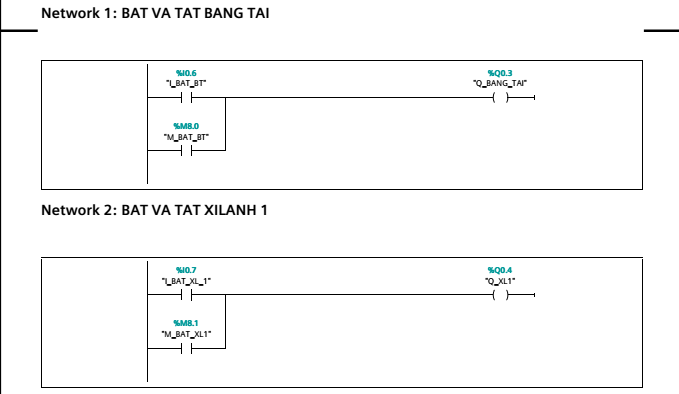 Network 1: BAT VA TAT BANG TAI
%I0.6 %Q0.3
"I_BAT_BT" "Q_BANG_TAI"
%M8.0
"M_BAT_BT"
Network 2: BAT VA TAT XILANH 1
%I0.7 %Q0.4
"I_BAT_XL_1" "Q_XL1"
%M8.1
"M_BAT_XL1"